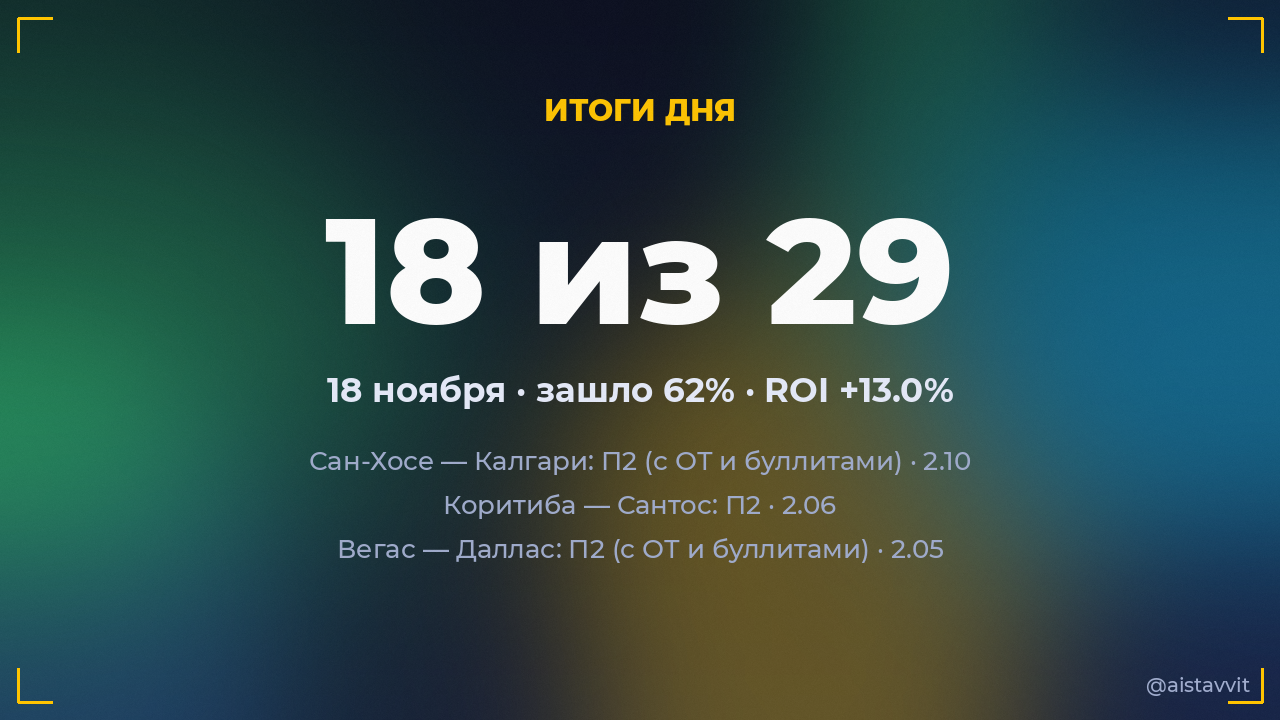 ИТОГИ ДНЯ
18 из 29
18 ноября · зашло 62% · ROI +13.0%
Сан-Хосе — Калгари: П2 (с ОТ и буллитами) · 2.10
Коритиба — Сантос: П2 · 2.06
Вегас — Даллас: П2 (с ОТ и буллитами) · 2.05
@aistavvit